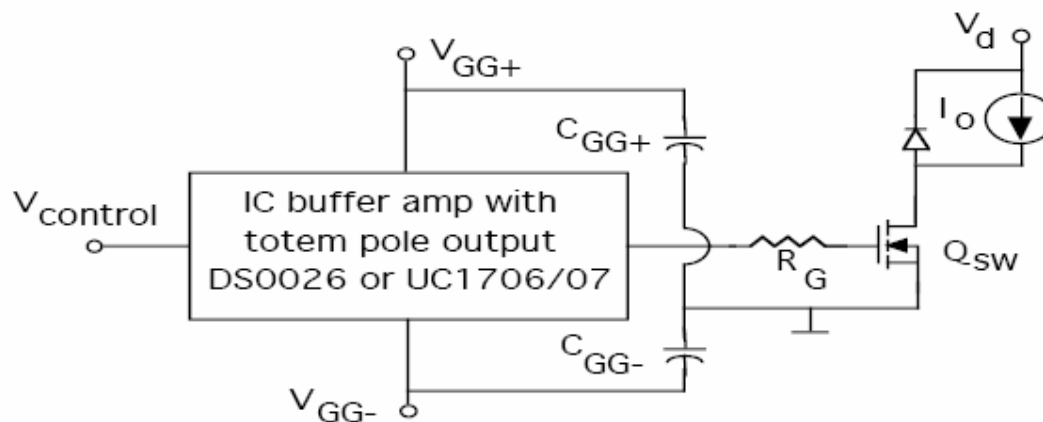 V_d
V_GG+
I_o
C_GG+
V_control
IC buffer amp with
totem pole output
DS0026 or UC1706/07
R_G
Q_sw
C_GG-
V_GG-